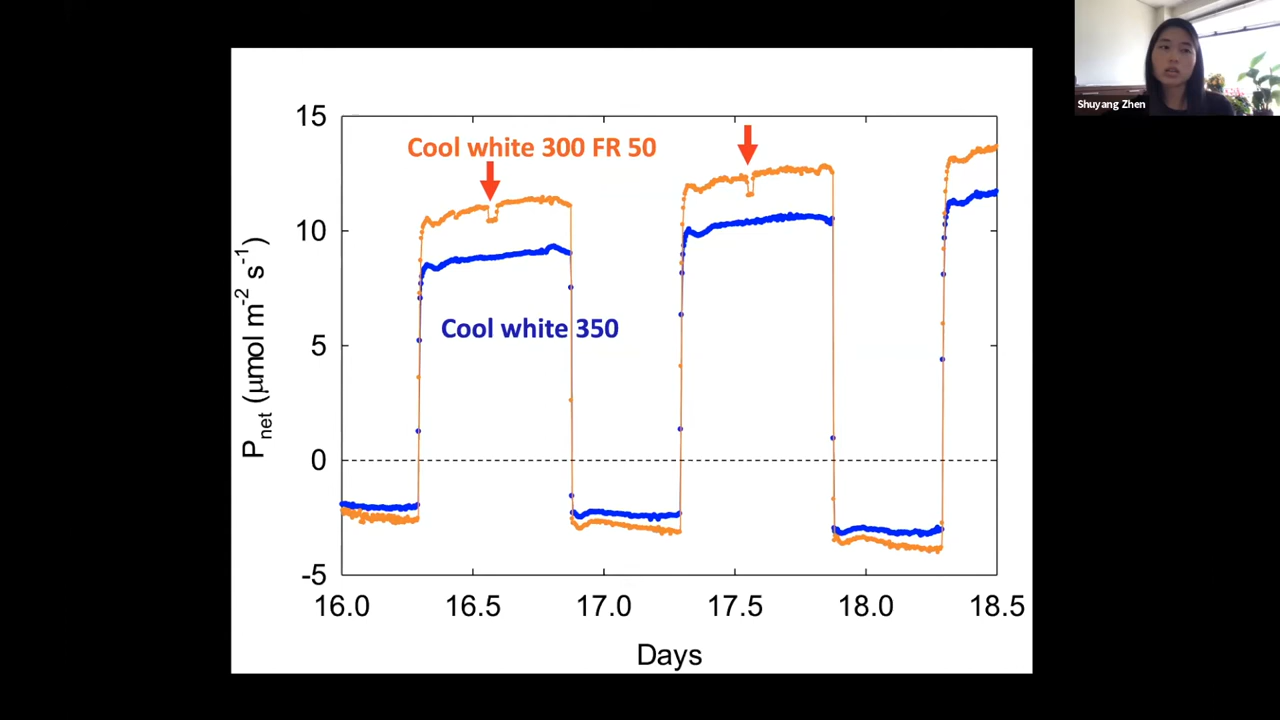 Shuyang Zhen
15
Cool white 300 FR 50
10
Cool white 350
5
0
-5
Pnet (µmol m-2 s-1)
16.0 16.5 17.0 17.5 18.0 18.5
Days